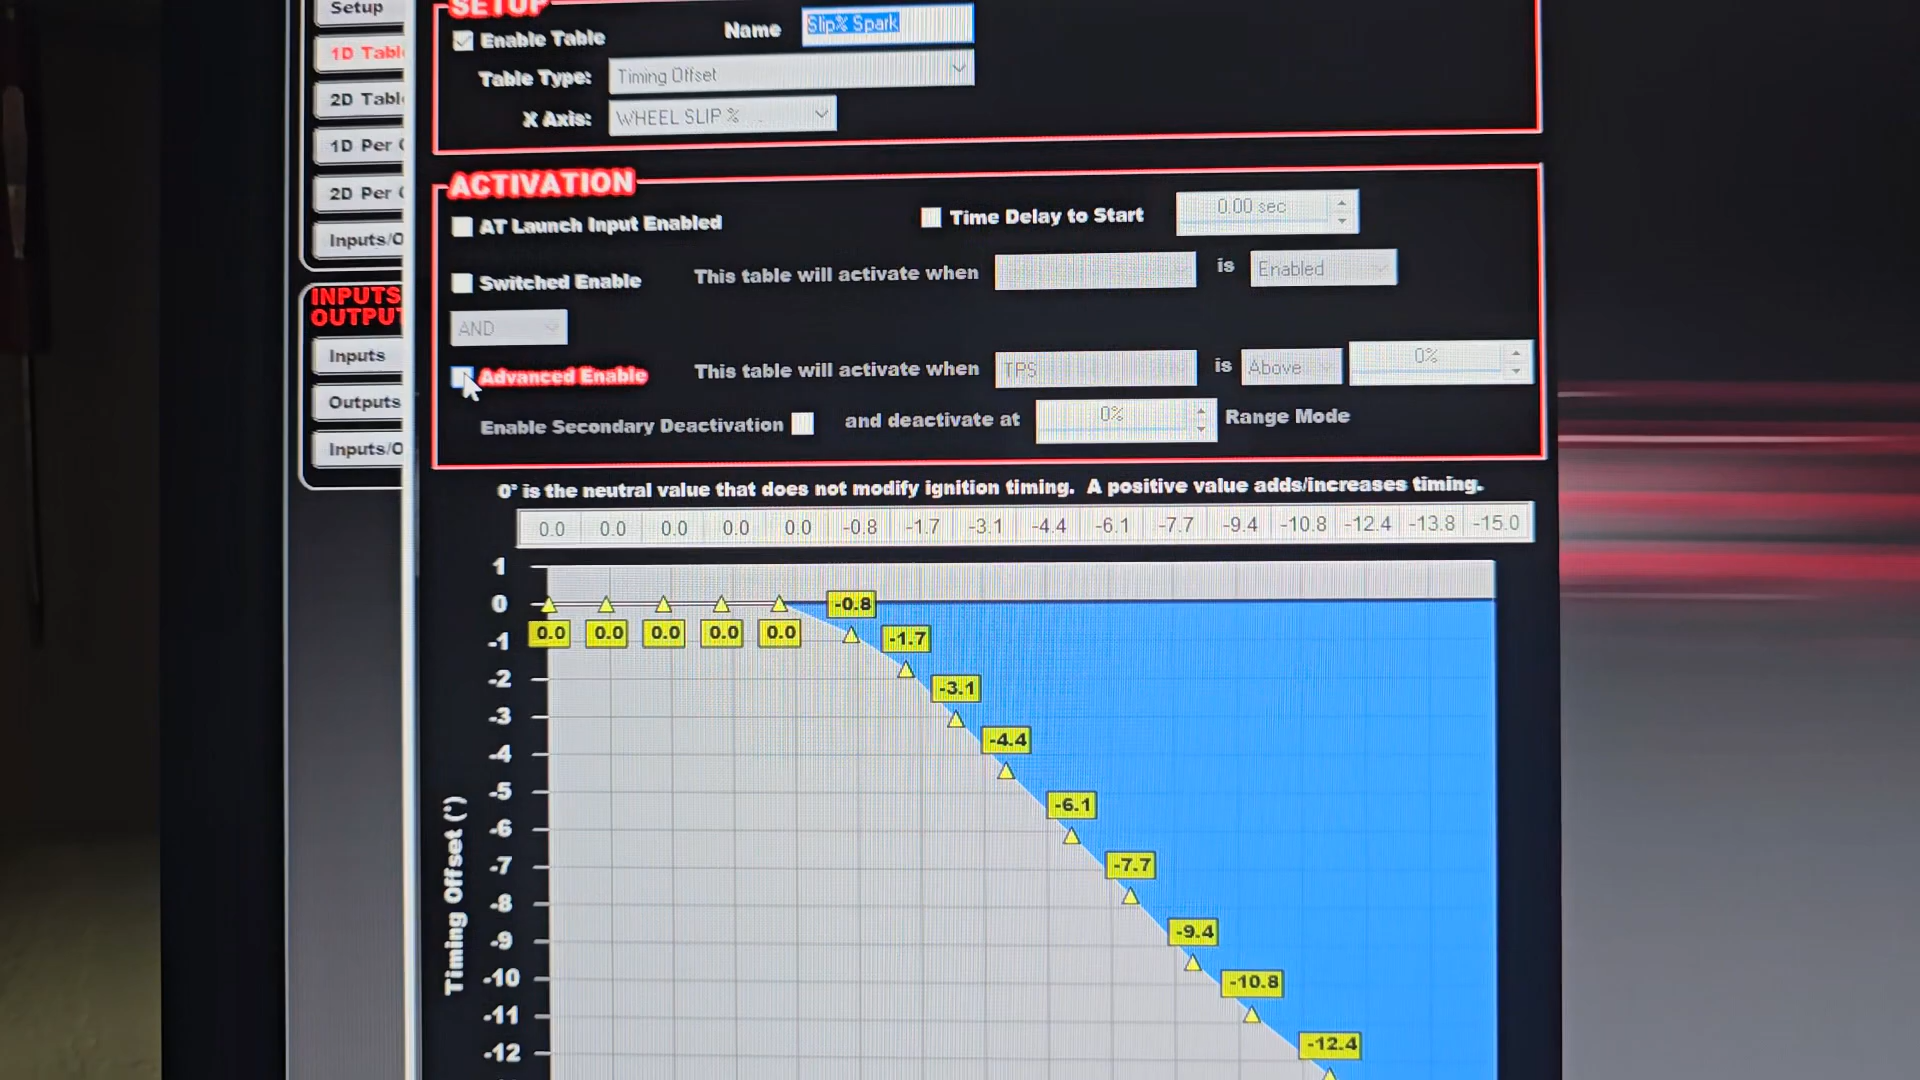 Setup
1D Tabl
2D Tabl
1D Per
2D Per
Inputs/O
INPUTS
OUTPUT
Inputs
Outputs
Inputs/O
SETUP
Enable Table
Name
Slip% Spark
Table Type:
Timing Offset
X Axis:
WHEEL SLIP %
ACTIVATION
AT Launch Input Enabled
Time Delay to Start
0.00 sec
Switched Enable
This table will activate when
is
Enabled
AND
Advanced Enable
This table will activate when
TPS
is
Above
0%
Enable Secondary Deactivation
and deactivate at
0%
Range Mode
0° is the neutral value that does not modify ignition timing. A positive value adds/increases timing.
0.0 0.0 0.0 0.0 0.0 -0.8 -1.7 -3.1 -4.4 -6.1 -7.7 -9.4 -10.8 -12.4 -13.8 -15.0
1
0
-1
-2
-3
-4
-5
-6
-7
-8
-9
-10
-11
-12
Timing Offset (°)
0.0
0.0
0.0
0.0
0.0
-0.8
-1.7
-3.1
-4.4
-6.1
-7.7
-9.4
-10.8
-12.4